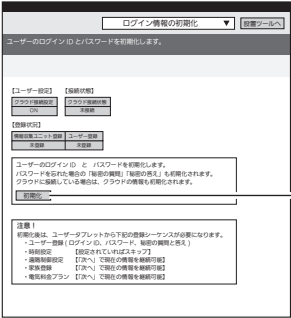 ログイン情報の初期化 ▼ 設置ツールへ
ユーザーのログイン ID とパスワードを初期化します。
【ユーザー設定】 【接続状態】
クラウド接続設定 クラウド接続状態
ON 未接続
【登録状況】
情報収集ユニット登録 ユーザー登録
未登録 未登録
ユーザーのログイン ID と パスワードを初期化します。
パスワードを忘れた場合の「秘密の質問」「秘密の答え」も初期化されます。
クラウドに接続している場合は、クラウドの情報も初期化されます。
初期化
注意！
初期化後は、ユーザータブレットから下記の登録シーケンスが必要になります。
・ユーザー登録 ( ログイン ID、パスワード、秘密の質問と答え )
・時刻設定 【設定されていればスキップ】
・遠隔制御設定 【「次へ」で現在の情報を継続可能】
・家族登録 【「次へ」で現在の情報を継続可能】
・電気料金プラン 【「次へ」で現在の情報を継続可能】